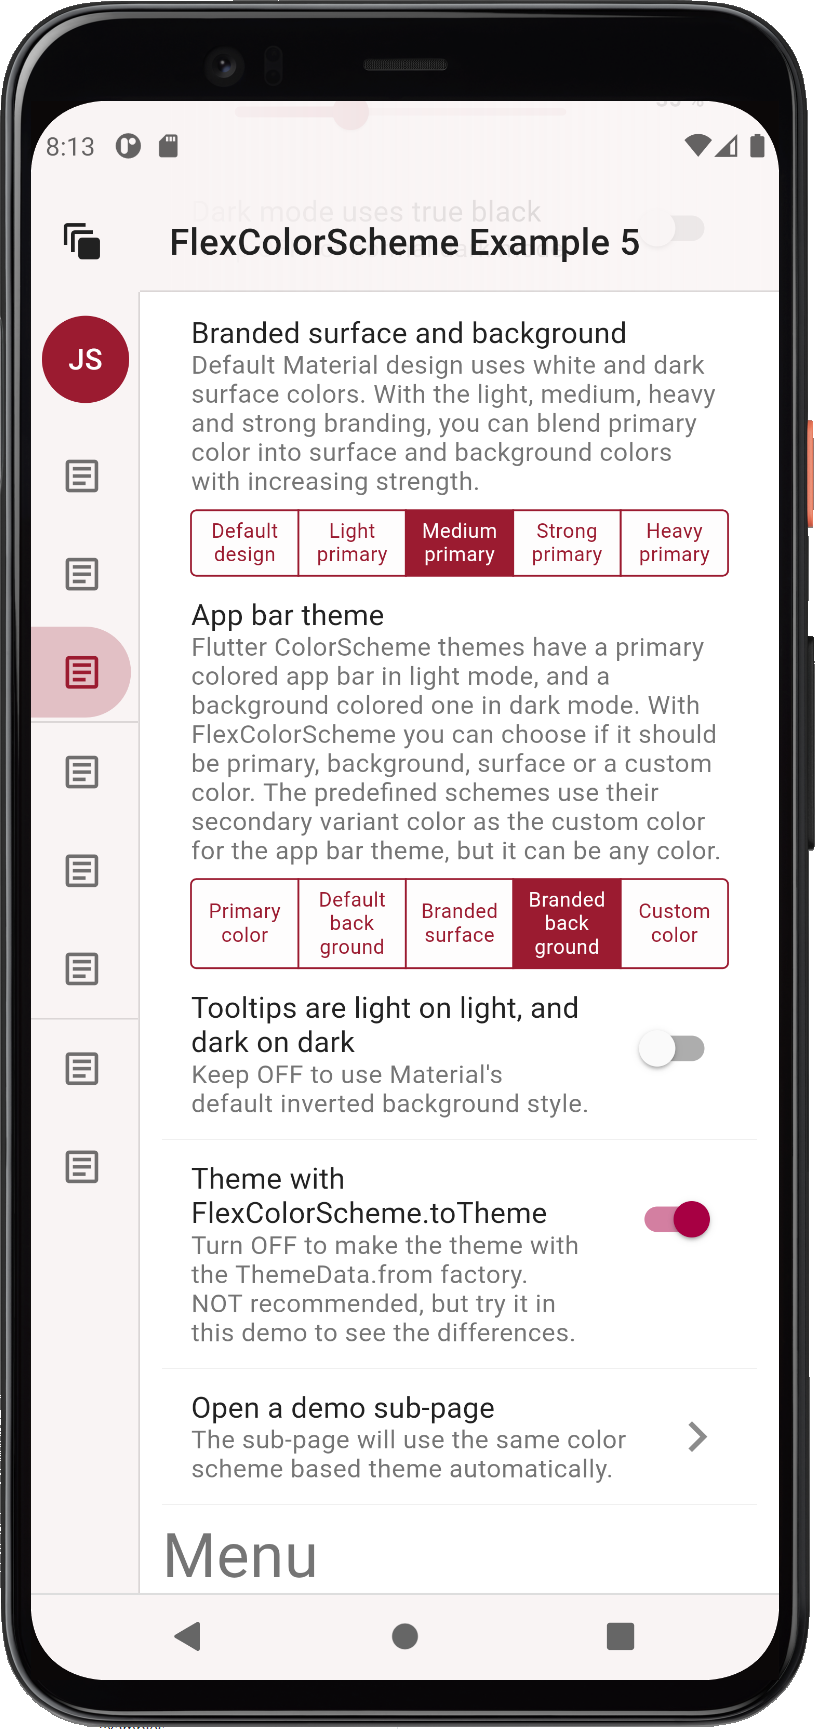 8:13
Dark mode uses true black
FlexColorScheme Example 5
JS
Branded surface and background
Default Material design uses white and dark
surface colors. With the light, medium, heavy
and strong branding, you can blend primary
color into surface and background colors
with increasing strength.
Default
design
Light
primary
Medium
primary
Strong
primary
Heavy
primary
App bar theme
Flutter ColorScheme themes have a primary
colored app bar in light mode, and a
background colored one in dark mode. With
FlexColorScheme you can choose if it should
be primary, background, surface or a custom
color. The predefined schemes use their
secondary variant color as the custom color
for the app bar theme, but it can be any color.
Primary
color
Default
back
ground
Branded
surface
Branded
back
ground
Custom
color
Tooltips are light on light, and
dark on dark
Keep OFF to use Material's
default inverted background style.
Theme with
FlexColorScheme.toTheme
Turn OFF to make the theme with
the ThemeData.from factory.
NOT recommended, but try it in
this demo to see the differences.
Open a demo sub-page
The sub-page will use the same color
scheme based theme automatically.
Menu